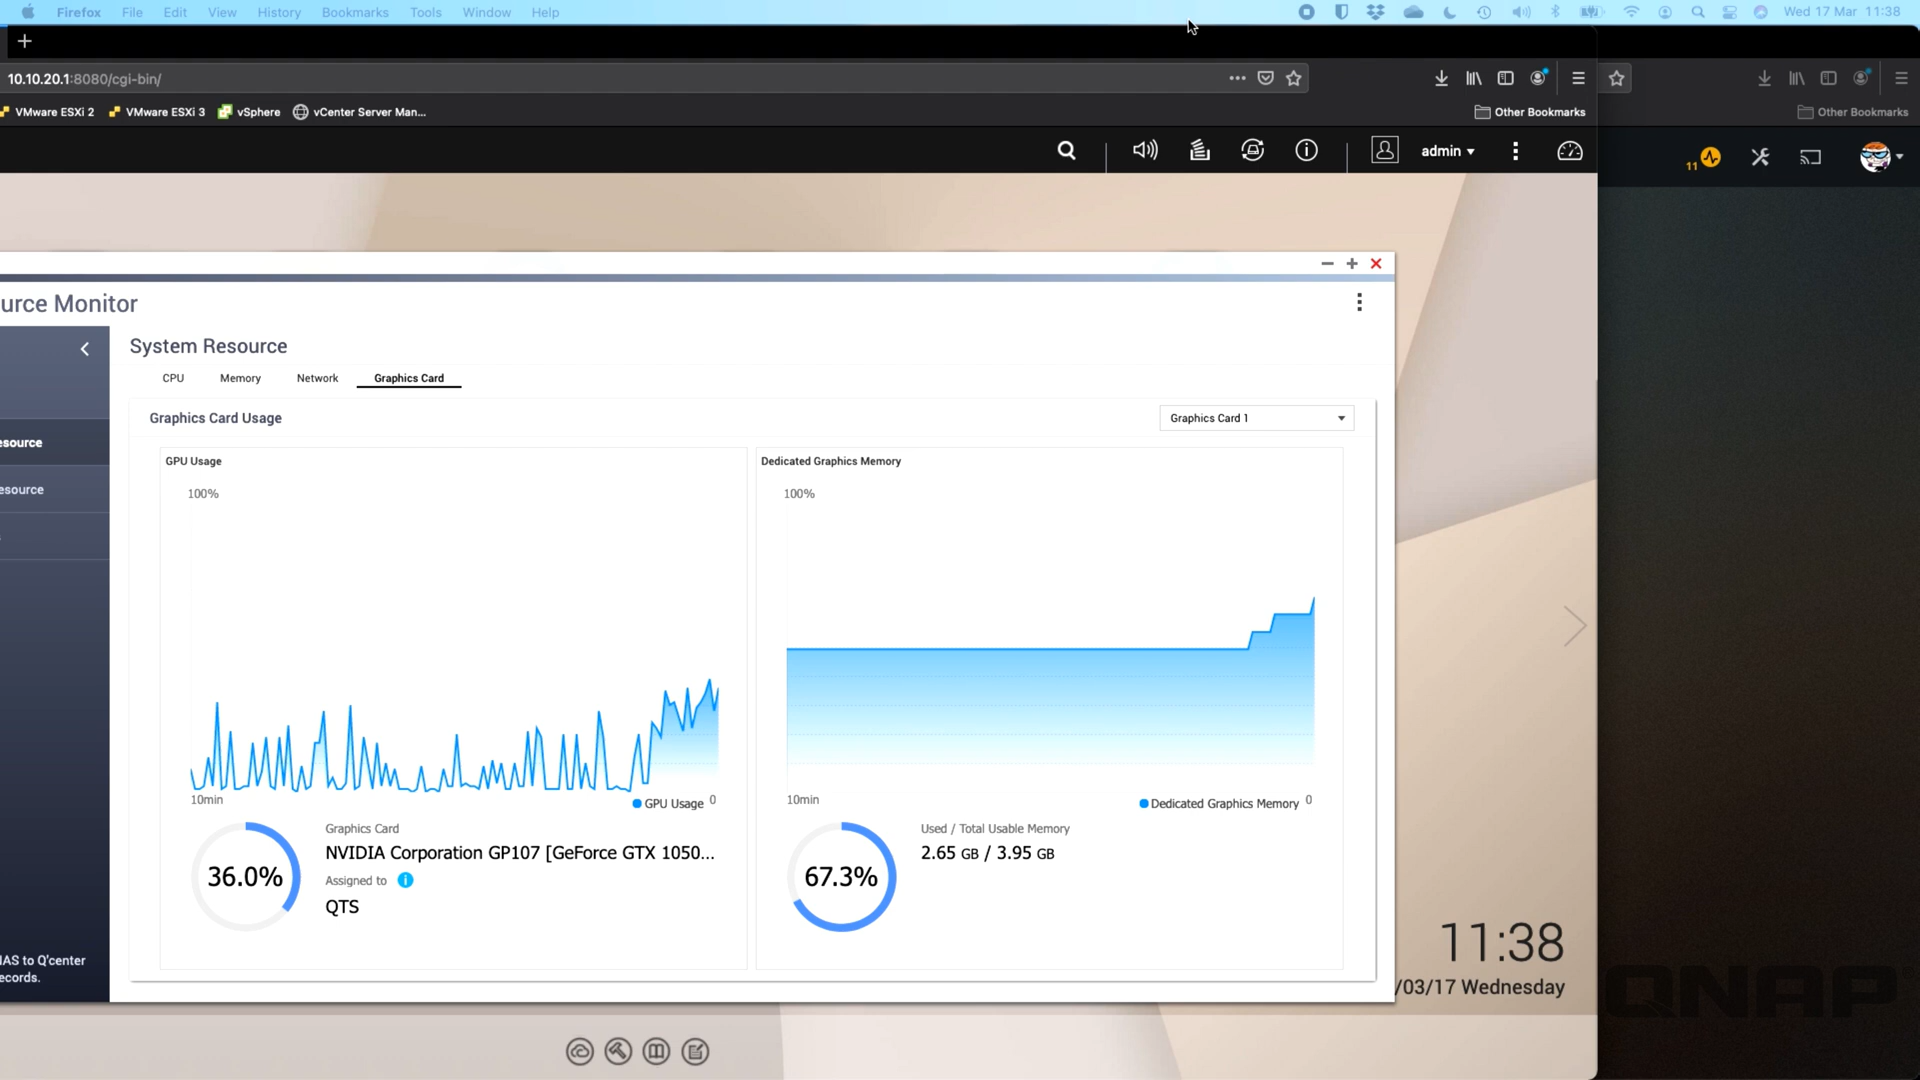 Firefox File Edit View History Bookmarks Tools Window Help Wed 17 Mar 11:38
10.10.20.1:8080/cgi-bin/
VMware ESXi 2 VMware ESXi 3 vSphere vCenter Server Man... Other Bookmarks Other Bookmarks
admin
11
urce Monitor
System Resource
CPU Memory Network Graphics Card
Graphics Card Usage
Graphics Card 1
esource
esource
GPU Usage
100%
10min
GPU Usage 0
36.0%
Graphics Card
NVIDIA Corporation GP107 [GeForce GTX 1050...
Assigned to
QTS
Dedicated Graphics Memory
100%
10min
Dedicated Graphics Memory 0
67.3%
Used / Total Usable Memory
2.65 GB / 3.95 GB
IAS to Q'center
ecords.
11:38
/03/17 Wednesday
QNAP